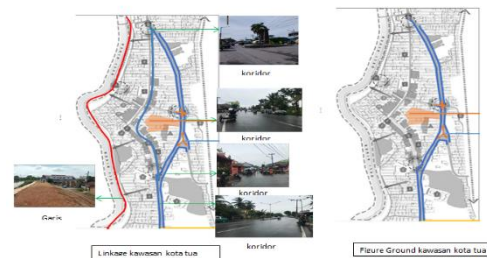 koridor
koridor
koridor
Garis
koridor
Linkage kawasan kota tua
Figure Ground kawasan kota tua